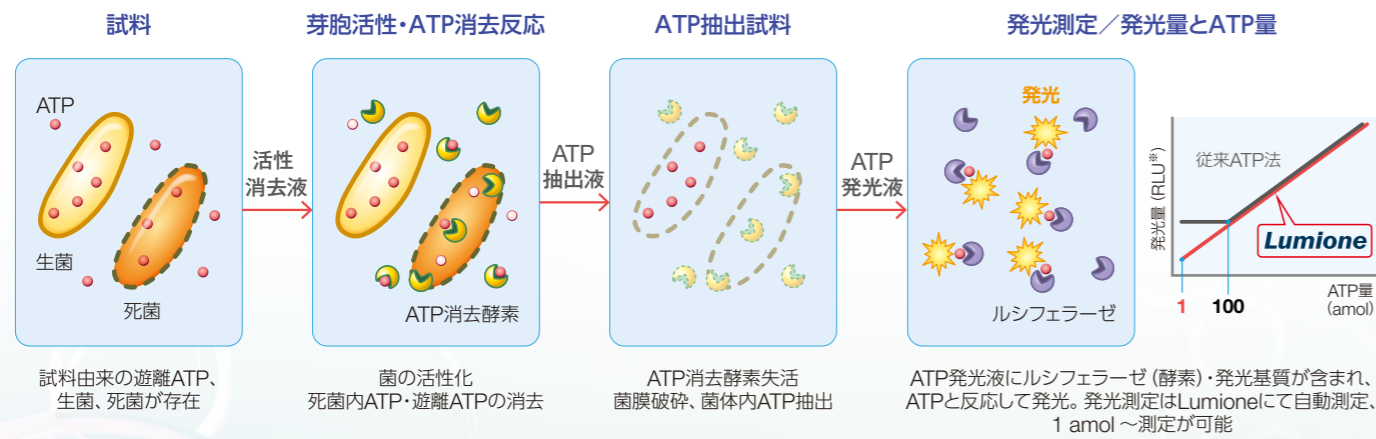 試料
ATP
生菌
死菌
試料由来の遊離ATP、
生菌、死菌が存在
活性
消去液
芽胞活性・ATP消去反応
ATP消去酵素
菌の活性化
死菌内ATP・遊離ATPの消去
ATP
抽出液
ATP抽出試料
ATP消去酵素失活
菌膜破砕、菌体内ATP抽出
ATP
発光液
発光測定／発光量とATP量
発光
ルシフェラーゼ
発光量 (RLU※)
従来ATP法
Lumione
1
100
ATP量
(amol)
ATP発光液にルシフェラーゼ（酵素）・発光基質が含まれ、
ATPと反応して発光。発光測定はLumioneにて自動測定、
1 amol ～測定が可能